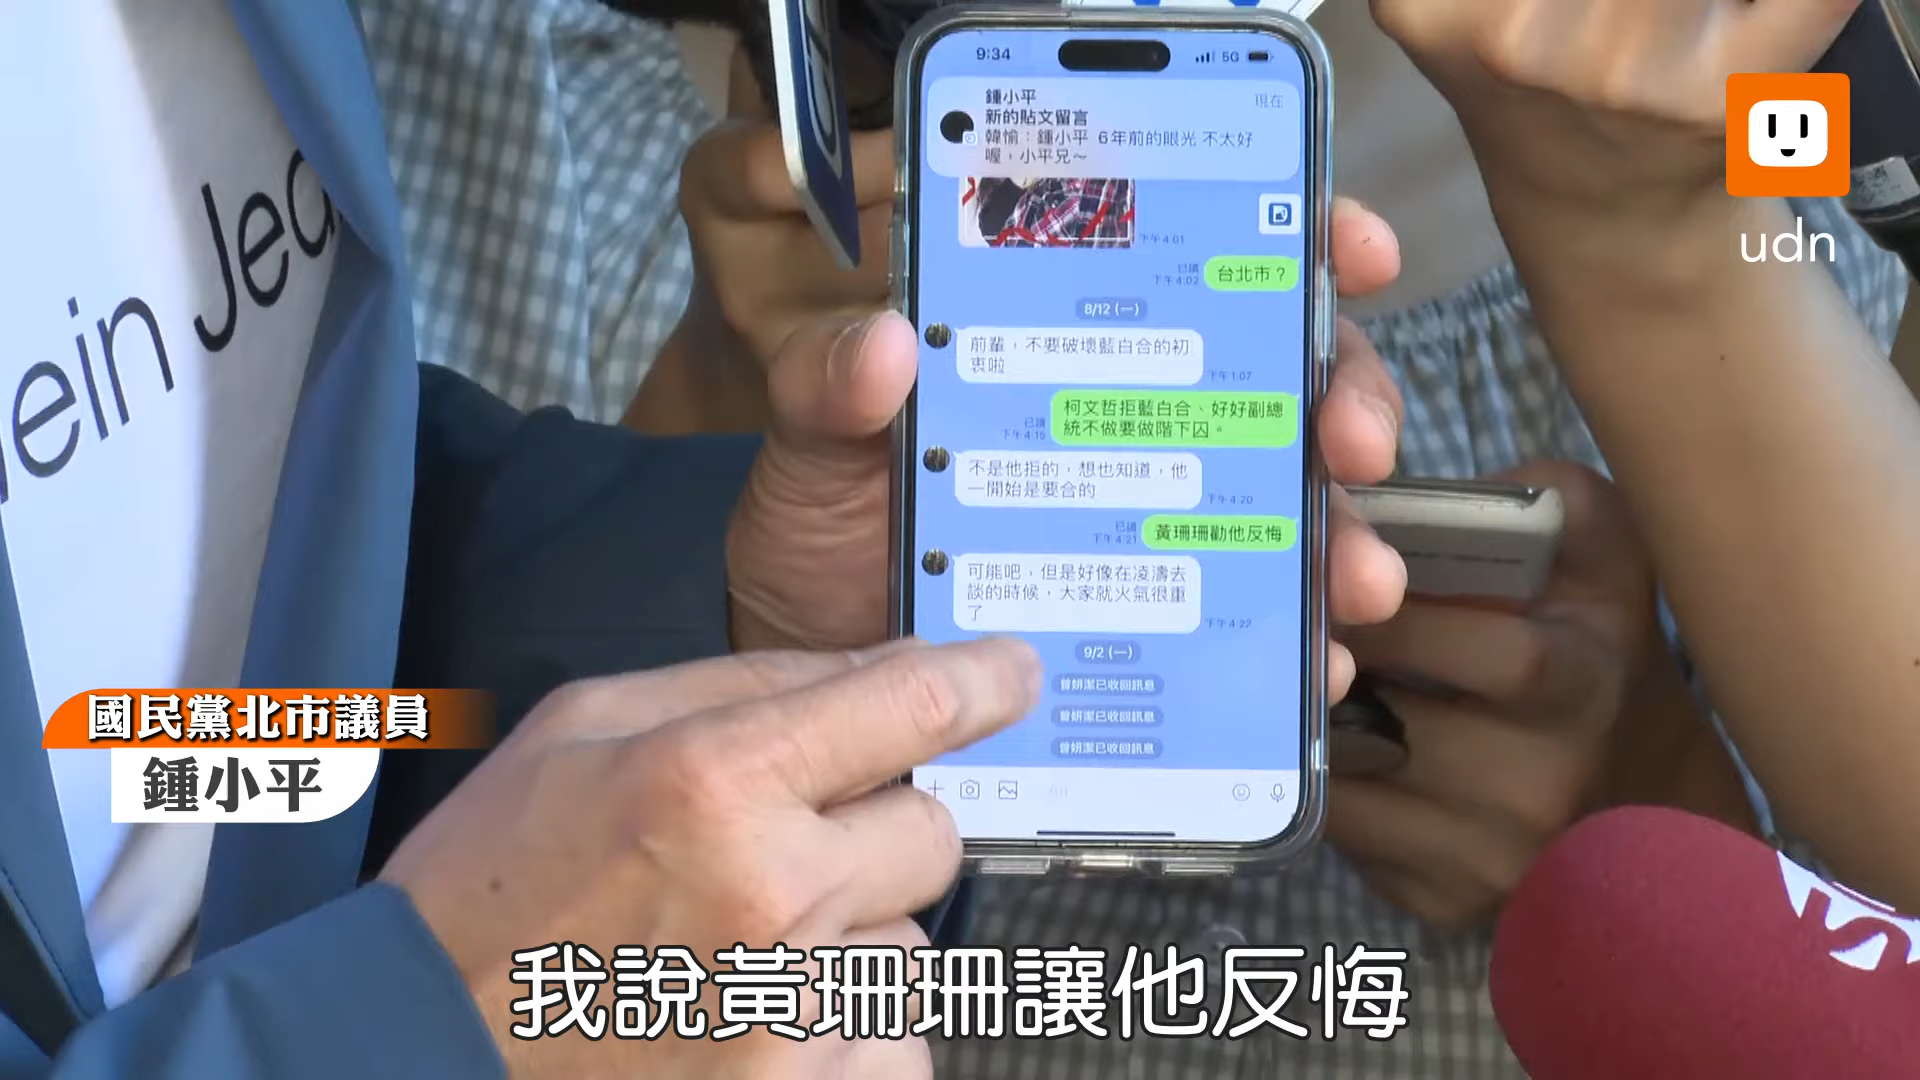 ein Jea
9:34
5G
鍾小平
現在
新的貼文留言
韓愉：鍾小平 6年前的眼光 不太好
喔，小平兄～
udn
下午4:01
已讀
下午4:02
台北市？
8/12 (一)
前輩，不要破壞藍白合的初
衷啦
下午1:07
柯文哲拒藍白合、好好副總
統不做要做階下囚。
已讀
下午4:16
不是他拒的，想也知道，他
一開始是要合的
下午4:20
已讀
下午4:21
黃珊珊勸他反悔
可能吧，但是好像在凌濤去
談的時候，大家就火氣很重
了
下午4:22
9/2 (一)
曾妍潔已收回訊息
曾妍潔已收回訊息
曾妍潔已收回訊息
國民黨北市議員
鍾小平
我說黃珊珊讓他反悔